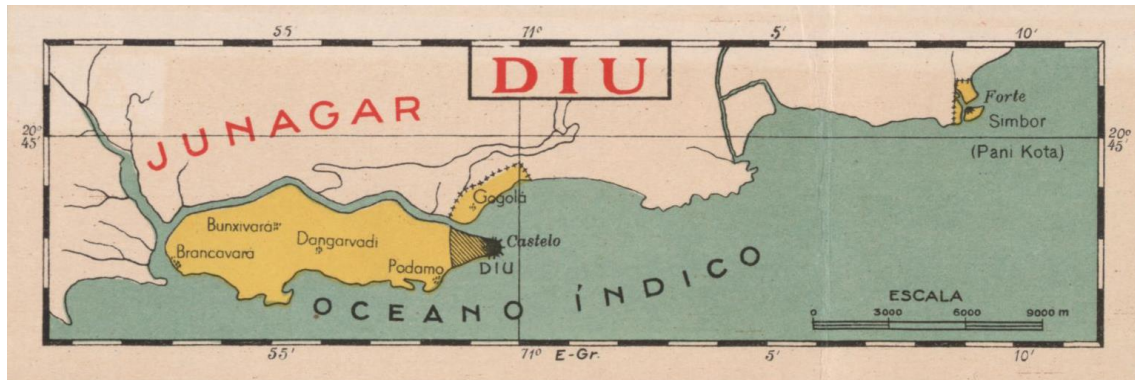 55'
71º
5'
10'
DIU
JUNAGAR
20º
45'
20º
45'
Forte
Simbor
(Pani Kota)
Gogolá
Bunxivará
Dangarvadi
Castelo
Brancavará
Podamo
DIU
OCEANO ÍNDICO
ESCALA
0 3000 6000 9000 m
55'
71º E-Gr.
5'
10'